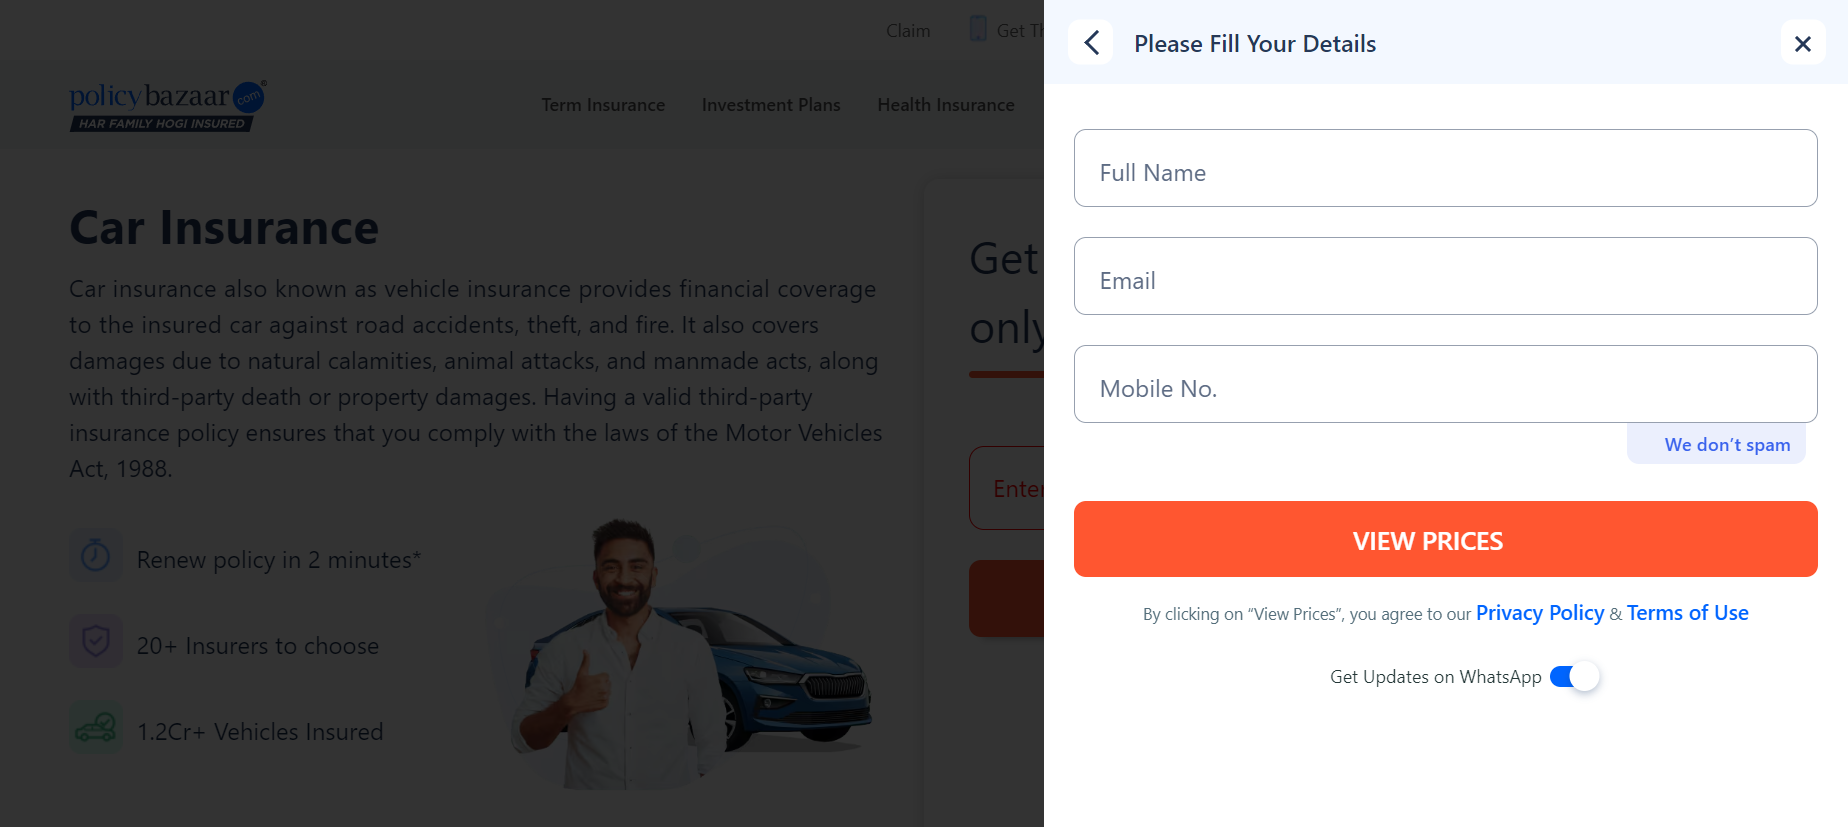 Claim
Get Th
policybazaar.com®
HAR FAMILY HOGI INSURED
Term Insurance
Investment Plans
Health Insurance
Car Insurance
Car insurance also known as vehicle insurance provides financial coverage
to the insured car against road accidents, theft, and fire. It also covers
damages due to natural calamities, animal attacks, and manmade acts, along
with third-party death or property damages. Having a valid third-party
insurance policy ensures that you comply with the laws of the Motor Vehicles
Act, 1988.
Renew policy in 2 minutes*
20+ Insurers to choose
1.2Cr+ Vehicles Insured
Get
only
Enter
Please Fill Your Details
Full Name
Email
Mobile No.
We don’t spam
VIEW PRICES
By clicking on “View Prices”, you agree to our Privacy Policy & Terms of Use
Get Updates on WhatsApp